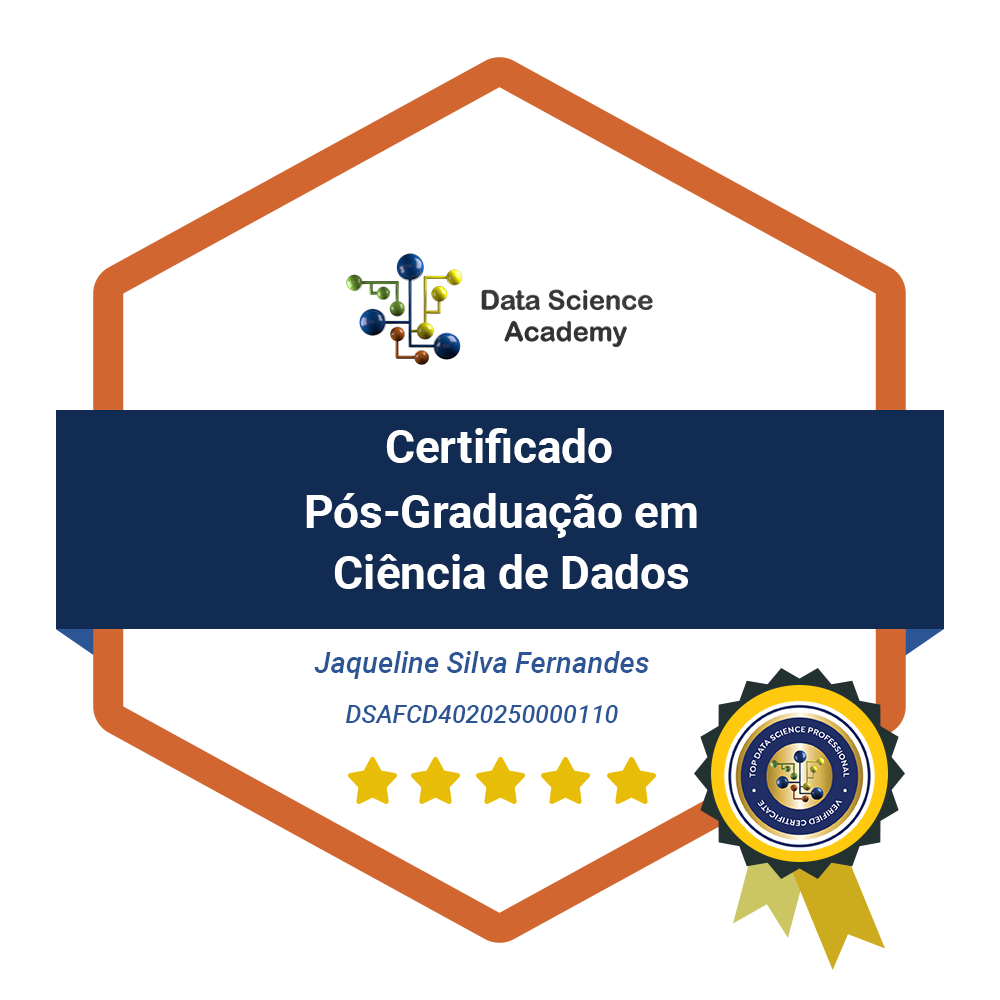 Data Science
Academy
Certificado
Pós-Graduação em
Ciência de Dados
Jaqueline Silva Fernandes
DSAFCD4020250000110
TOP DATA SCIENCE PROFESSIONAL
VERIFIED CERTIFICATE